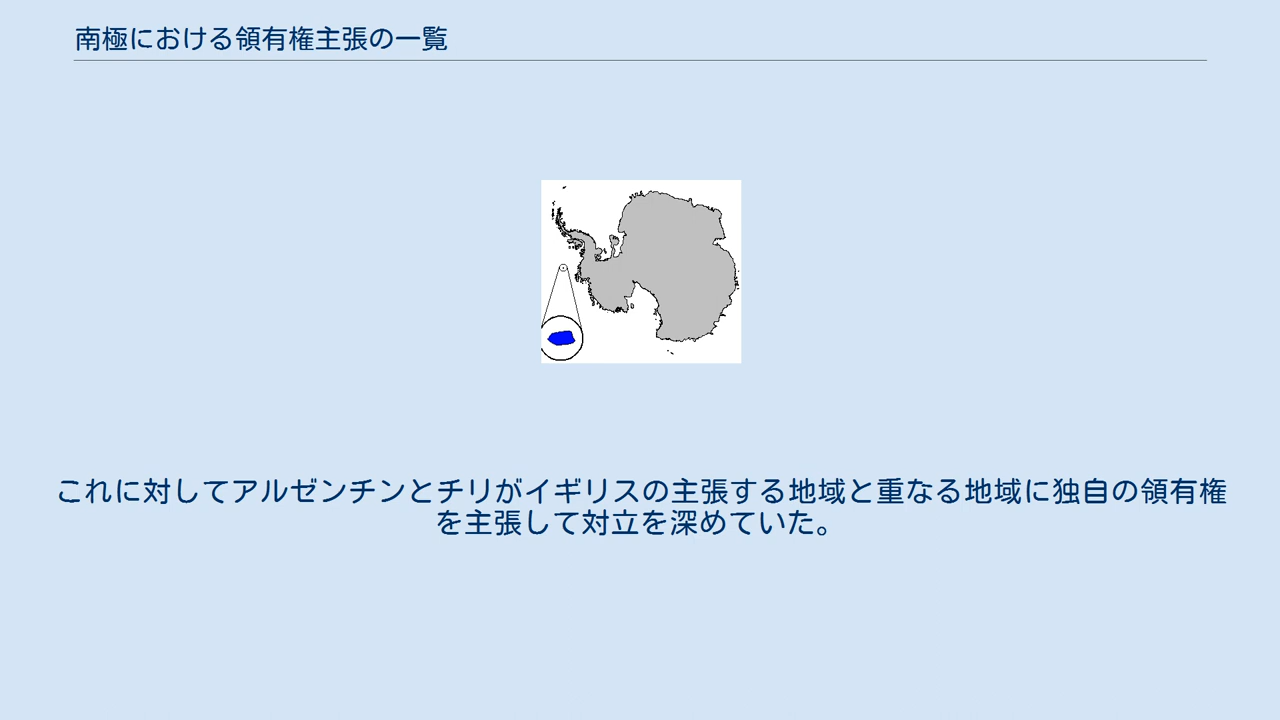 南極における領有権主張の一覧
これに対してアルゼンチンとチリがイギリスの主張する地域と重なる地域に独自の領有権
を主張して対立を深めていた。